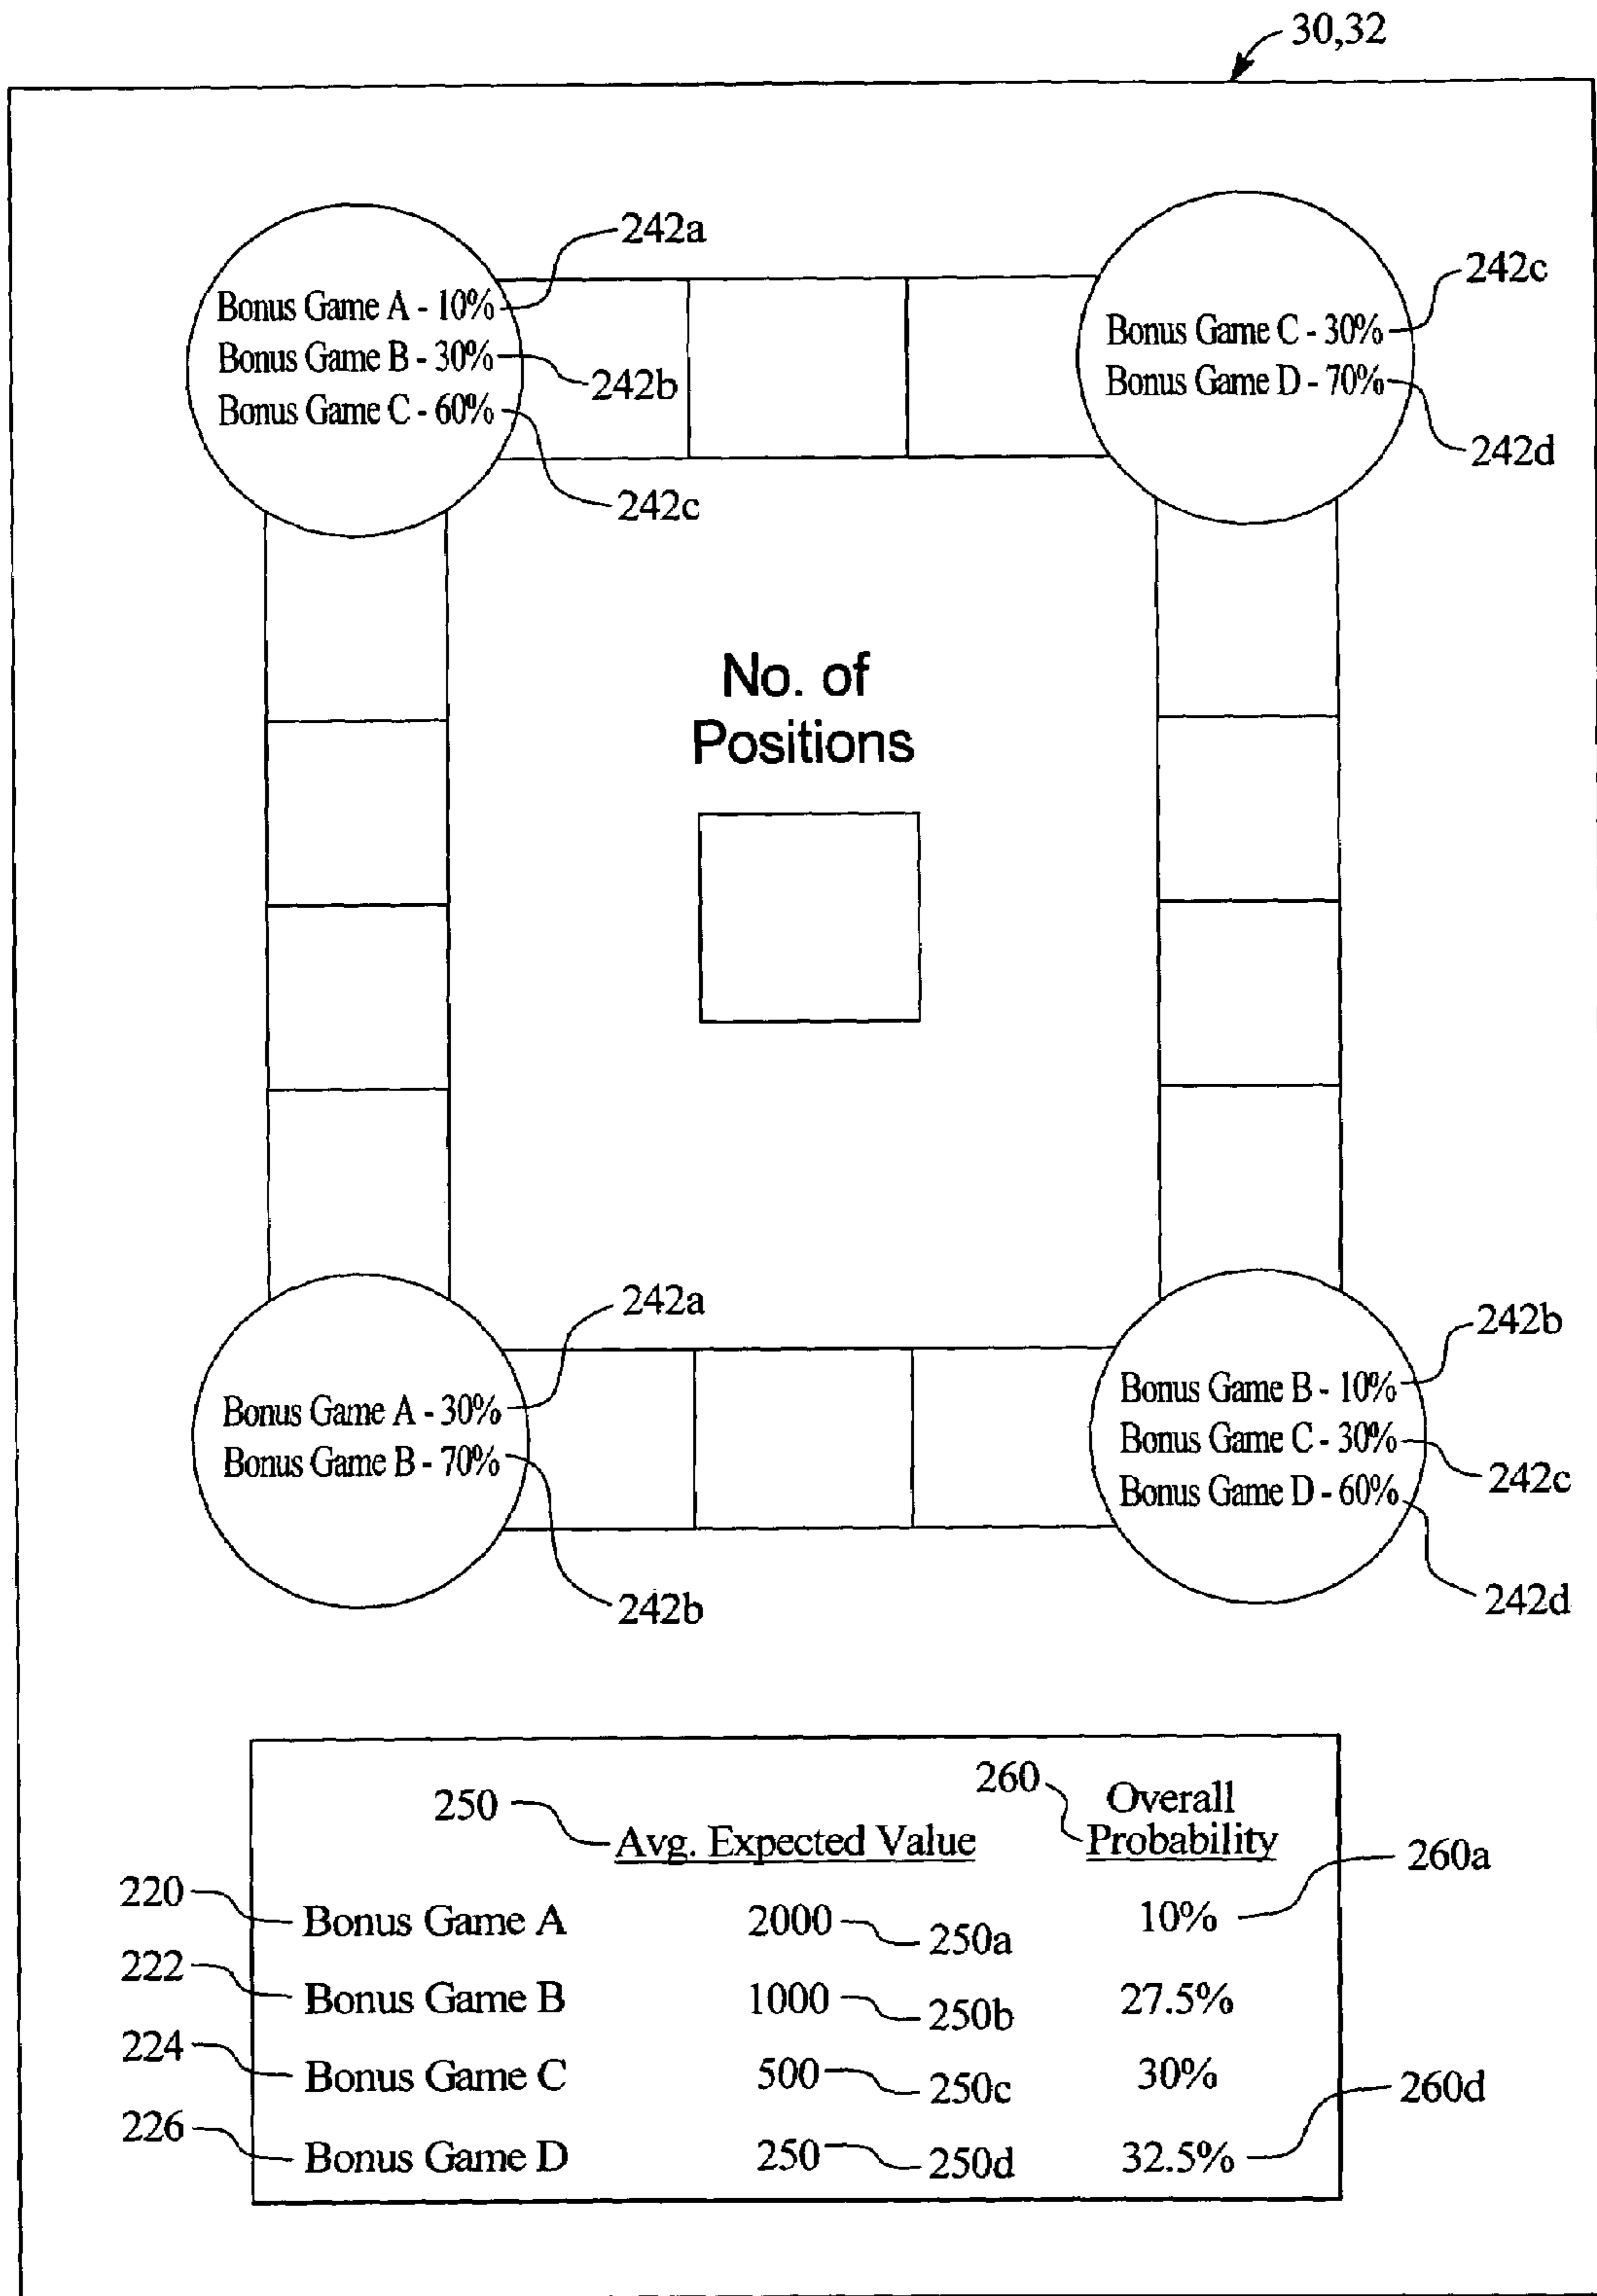 30,32
242a
Bonus Game A - 10%
Bonus Game B - 30%
242b
Bonus Game C - 60%
242c
242c
Bonus Game C - 30%
Bonus Game D - 70%
242d
No. of
Positions
242a
Bonus Game A - 30%
Bonus Game B - 70%
242b
242b
Bonus Game B - 10%
Bonus Game C - 30%
242c
Bonus Game D - 60%
242d
250 Avg. Expected Value
260 Overall
Probability
260a
220 Bonus Game A 2000 250a 10%
222 Bonus Game B 1000 250b 27.5%
224 Bonus Game C 500 250c 30%
260d
226 Bonus Game D 250 250d 32.5%